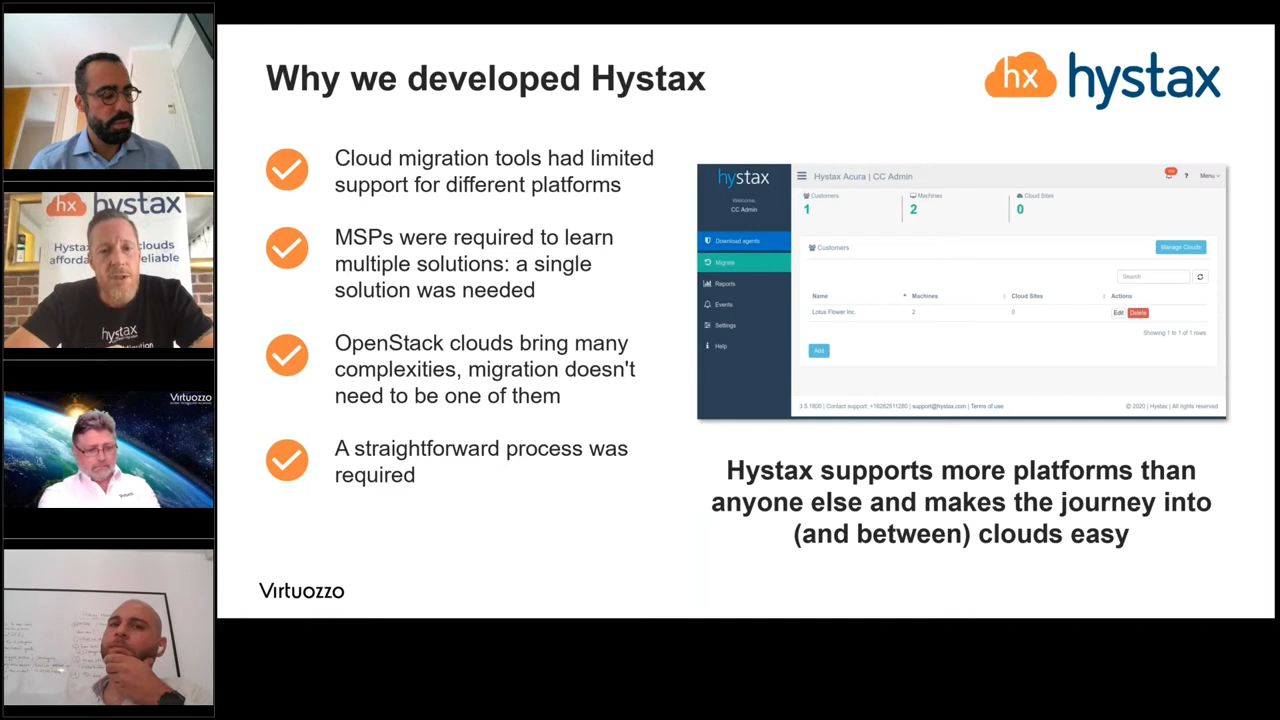 Why we developed Hystax
hx hystax
Cloud migration tools had limited
support for different platforms
MSPs were required to learn
multiple solutions: a single
solution was needed
OpenStack clouds bring many
complexities, migration doesn't
need to be one of them
A straightforward process was
required
hystax
Welcome,
CC Admin
Download agents
Migrate
Reports
Events
Settings
Help
Hystax Acura | CC Admin
? Menu
Customers
1
Machines
2
Cloud Sites
0
Customers
Manage Clouds
Search
Name Machines Cloud Sites Actions
Lotus Flower Inc. 2 0 Edit Delete
Showing 1 to 1 of 1 rows
Add
3.5.1605 | Contact support: +16282511280 | support@hystax.com | Terms of use
© 2020 | Hystax | All rights reserved
Hystax supports more platforms than
anyone else and makes the journey into
(and between) clouds easy
Virtuozzo
hx hystax
Hystax
clouds
hystax
Virtuozzo